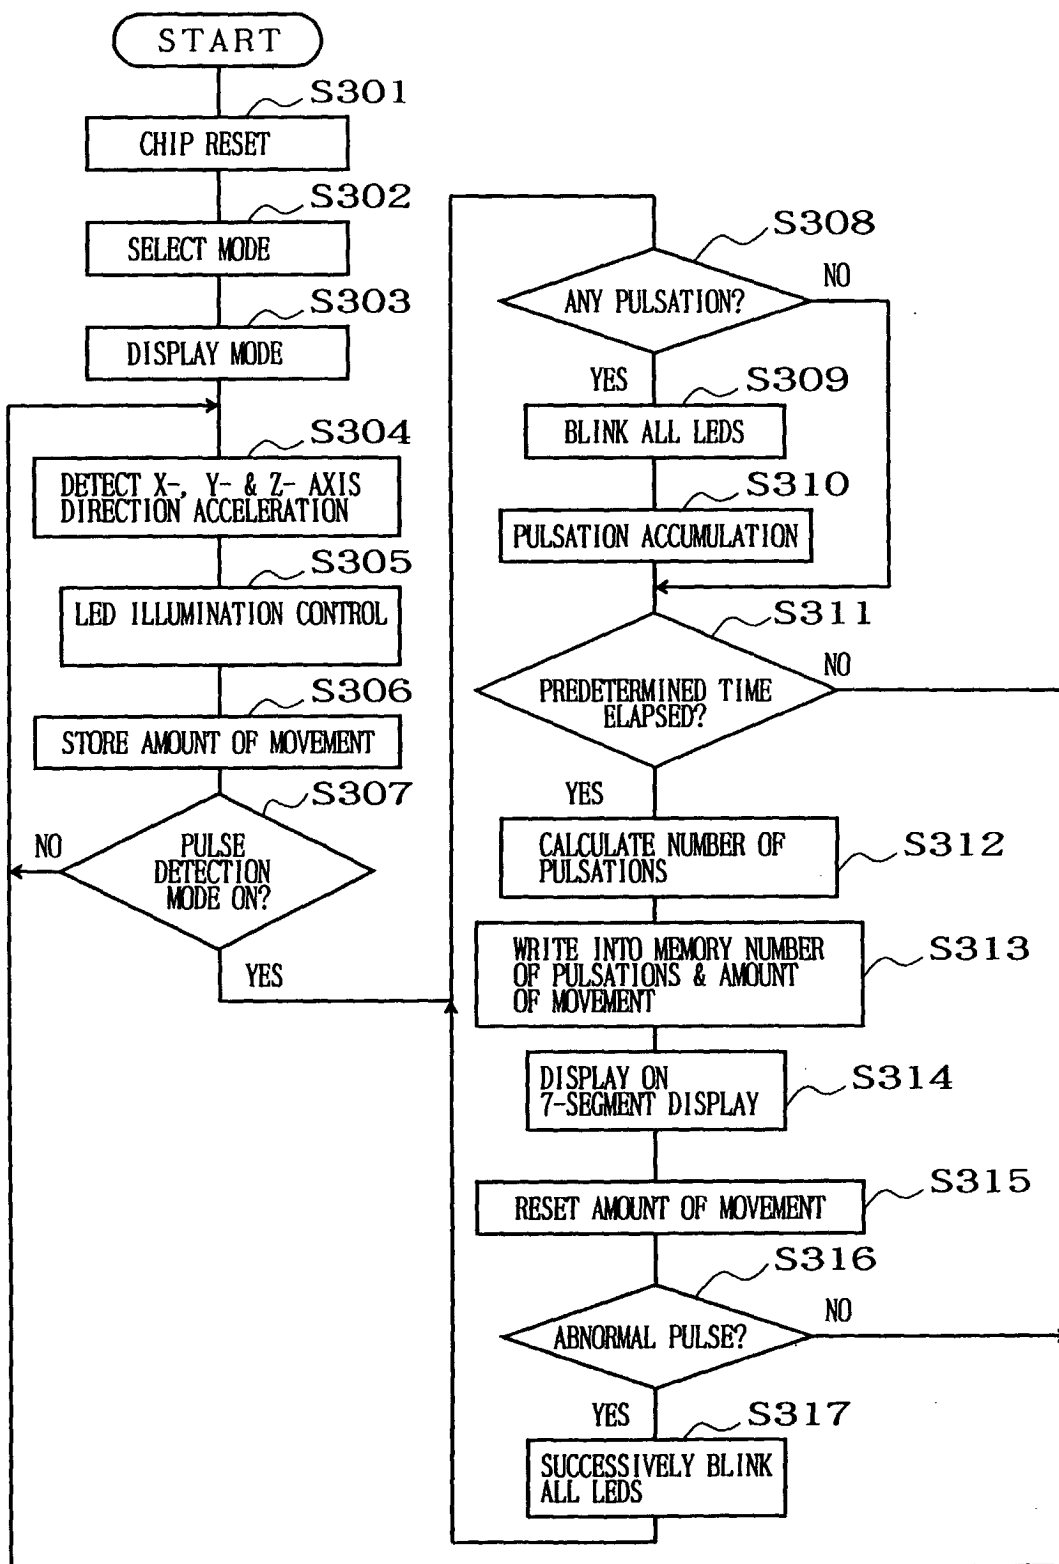 START
S301
CHIP RESET
S302
SELECT MODE
S303
DISPLAY MODE
S304
DETECT X-, Y- & Z- AXIS
DIRECTION ACCELERATION
S305
LED ILLUMINATION CONTROL
S306
STORE AMOUNT OF MOVEMENT
S307
NO
PULSE
DETECTION
MODE ON?
YES
S308
NO
ANY PULSATION?
YES
S309
BLINK ALL LEDS
S310
PULSATION ACCUMULATION
S311
NO
PREDETERMINED TIME
ELAPSED?
YES
CALCULATE NUMBER OF
PULSATIONS
S312
WRITE INTO MEMORY NUMBER
OF PULSATIONS & AMOUNT
OF MOVEMENT
S313
DISPLAY ON
7-SEGMENT DISPLAY
S314
RESET AMOUNT OF MOVEMENT
S315
S316
NO
ABNORMAL PULSE?
YES
S317
SUCCESSIVELY BLINK
ALL LEDS